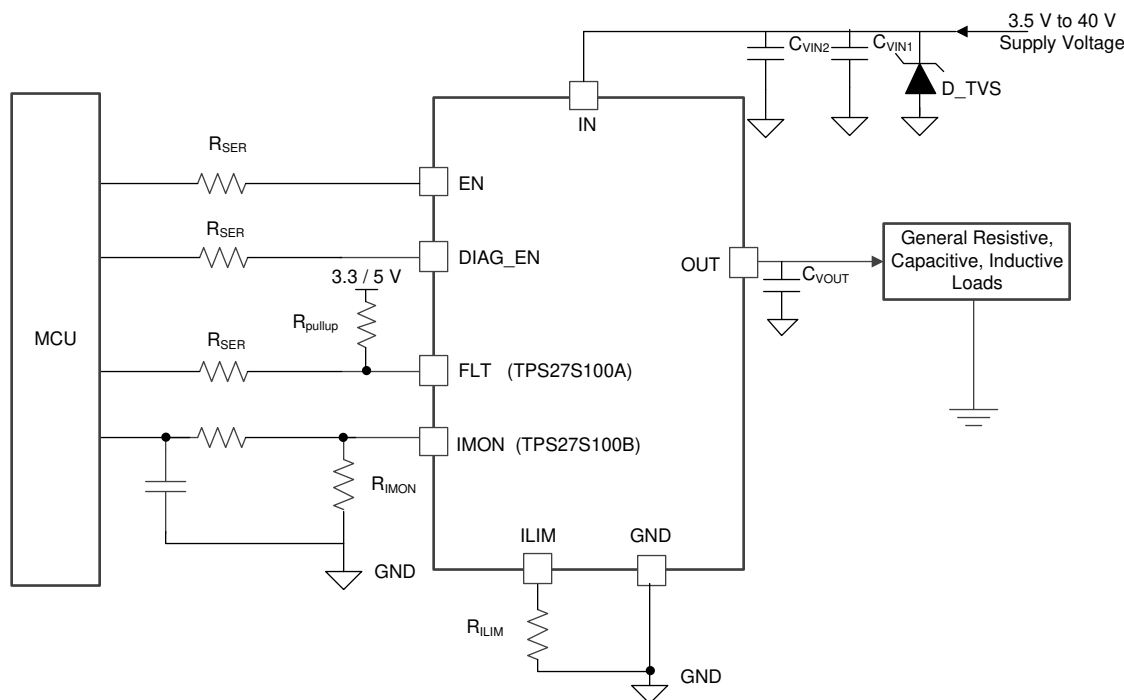 3.5 V to 40 V
Supply Voltage
CVIN2
CVIN1
D_TVS
IN
RSER
EN
RSER
DIAG_EN
3.3 / 5 V
Rpullup
OUT
CVOUT
General Resistive,
Capacitive, Inductive
Loads
MCU
RSER
FLT (TPS27S100A)
IMON (TPS27S100B)
RIMON
GND
ILIM
GND
RILIM
GND